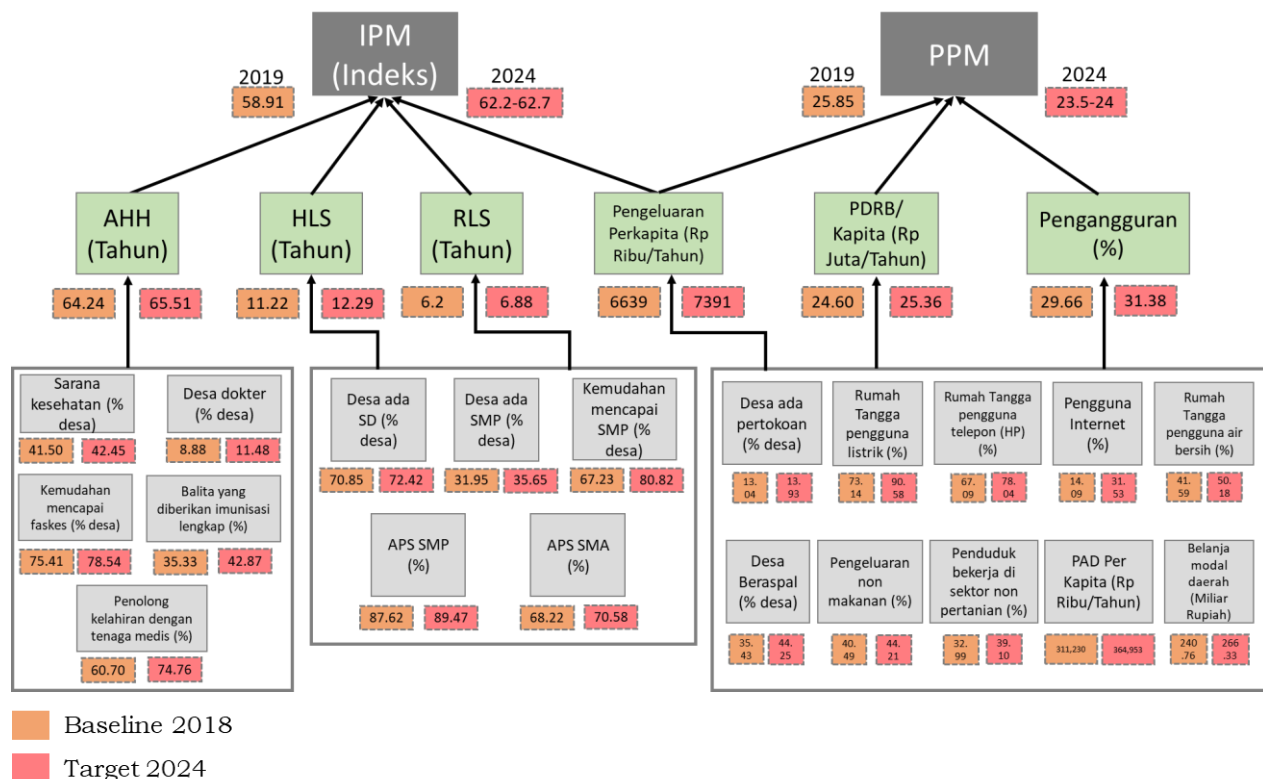 IPM
(Indeks)
2019
58.91
2024
62.2-62.7
PPM
2019
25.85
2024
23.5-24
AHH
(Tahun)
64.24
65.51
HLS
(Tahun)
11.22
12.29
RLS
(Tahun)
6.2
6.88
Pengeluaran
Perkapita (Rp
Ribu/Tahun)
6639
7391
PDRB/
Kapita (Rp
Juta/Tahun)
24.60
25.36
Pengangguran
(%)
29.66
31.38
Sarana
kesehatan (%
desa)
41.50
42.45
Desa dokter
(% desa)
8.88
11.48
Kemudahan
mencapai
faskes (% desa)
75.41
78.54
Balita yang
diberikan imunisasi
lengkap (%)
35.33
42.87
Penolong
kelahiran dengan
tenaga medis (%)
60.70
74.76
Desa ada
SD (%
desa)
70.85
72.42
Desa ada
SMP (%
desa)
31.95
35.65
Kemudahan
mencapai
SMP (%
desa)
67.23
80.82
APS SMP
(%)
87.62
89.47
APS SMA
(%)
68.22
70.58
Desa ada
pertokoan
(% desa)
13.
04
13.
93
Rumah
Tangga
pengguna
listrik (%)
73.
14
90.
58
Rumah Tangga
pengguna
telepon (HP)
(%)
67.
09
78.
04
Pengguna
Internet
(%)
14.
09
31.
53
Rumah
Tangga
pengguna air
bersih (%)
41.
59
50.
18
Desa
Beraspal
(% desa)
35.
43
44.
25
Pengeluaran
non
makanan (%)
40.
49
44.
21
Penduduk
bekerja di
sektor non
pertanian (%)
32.
99
39.
10
PAD Per
Kapita (Rp
Ribu/Tahun)
311,230
364,953
Belanja
modal
daerah
(Miliar
Rupiah)
240
.76
266
.33
Baseline 2018
Target 2024